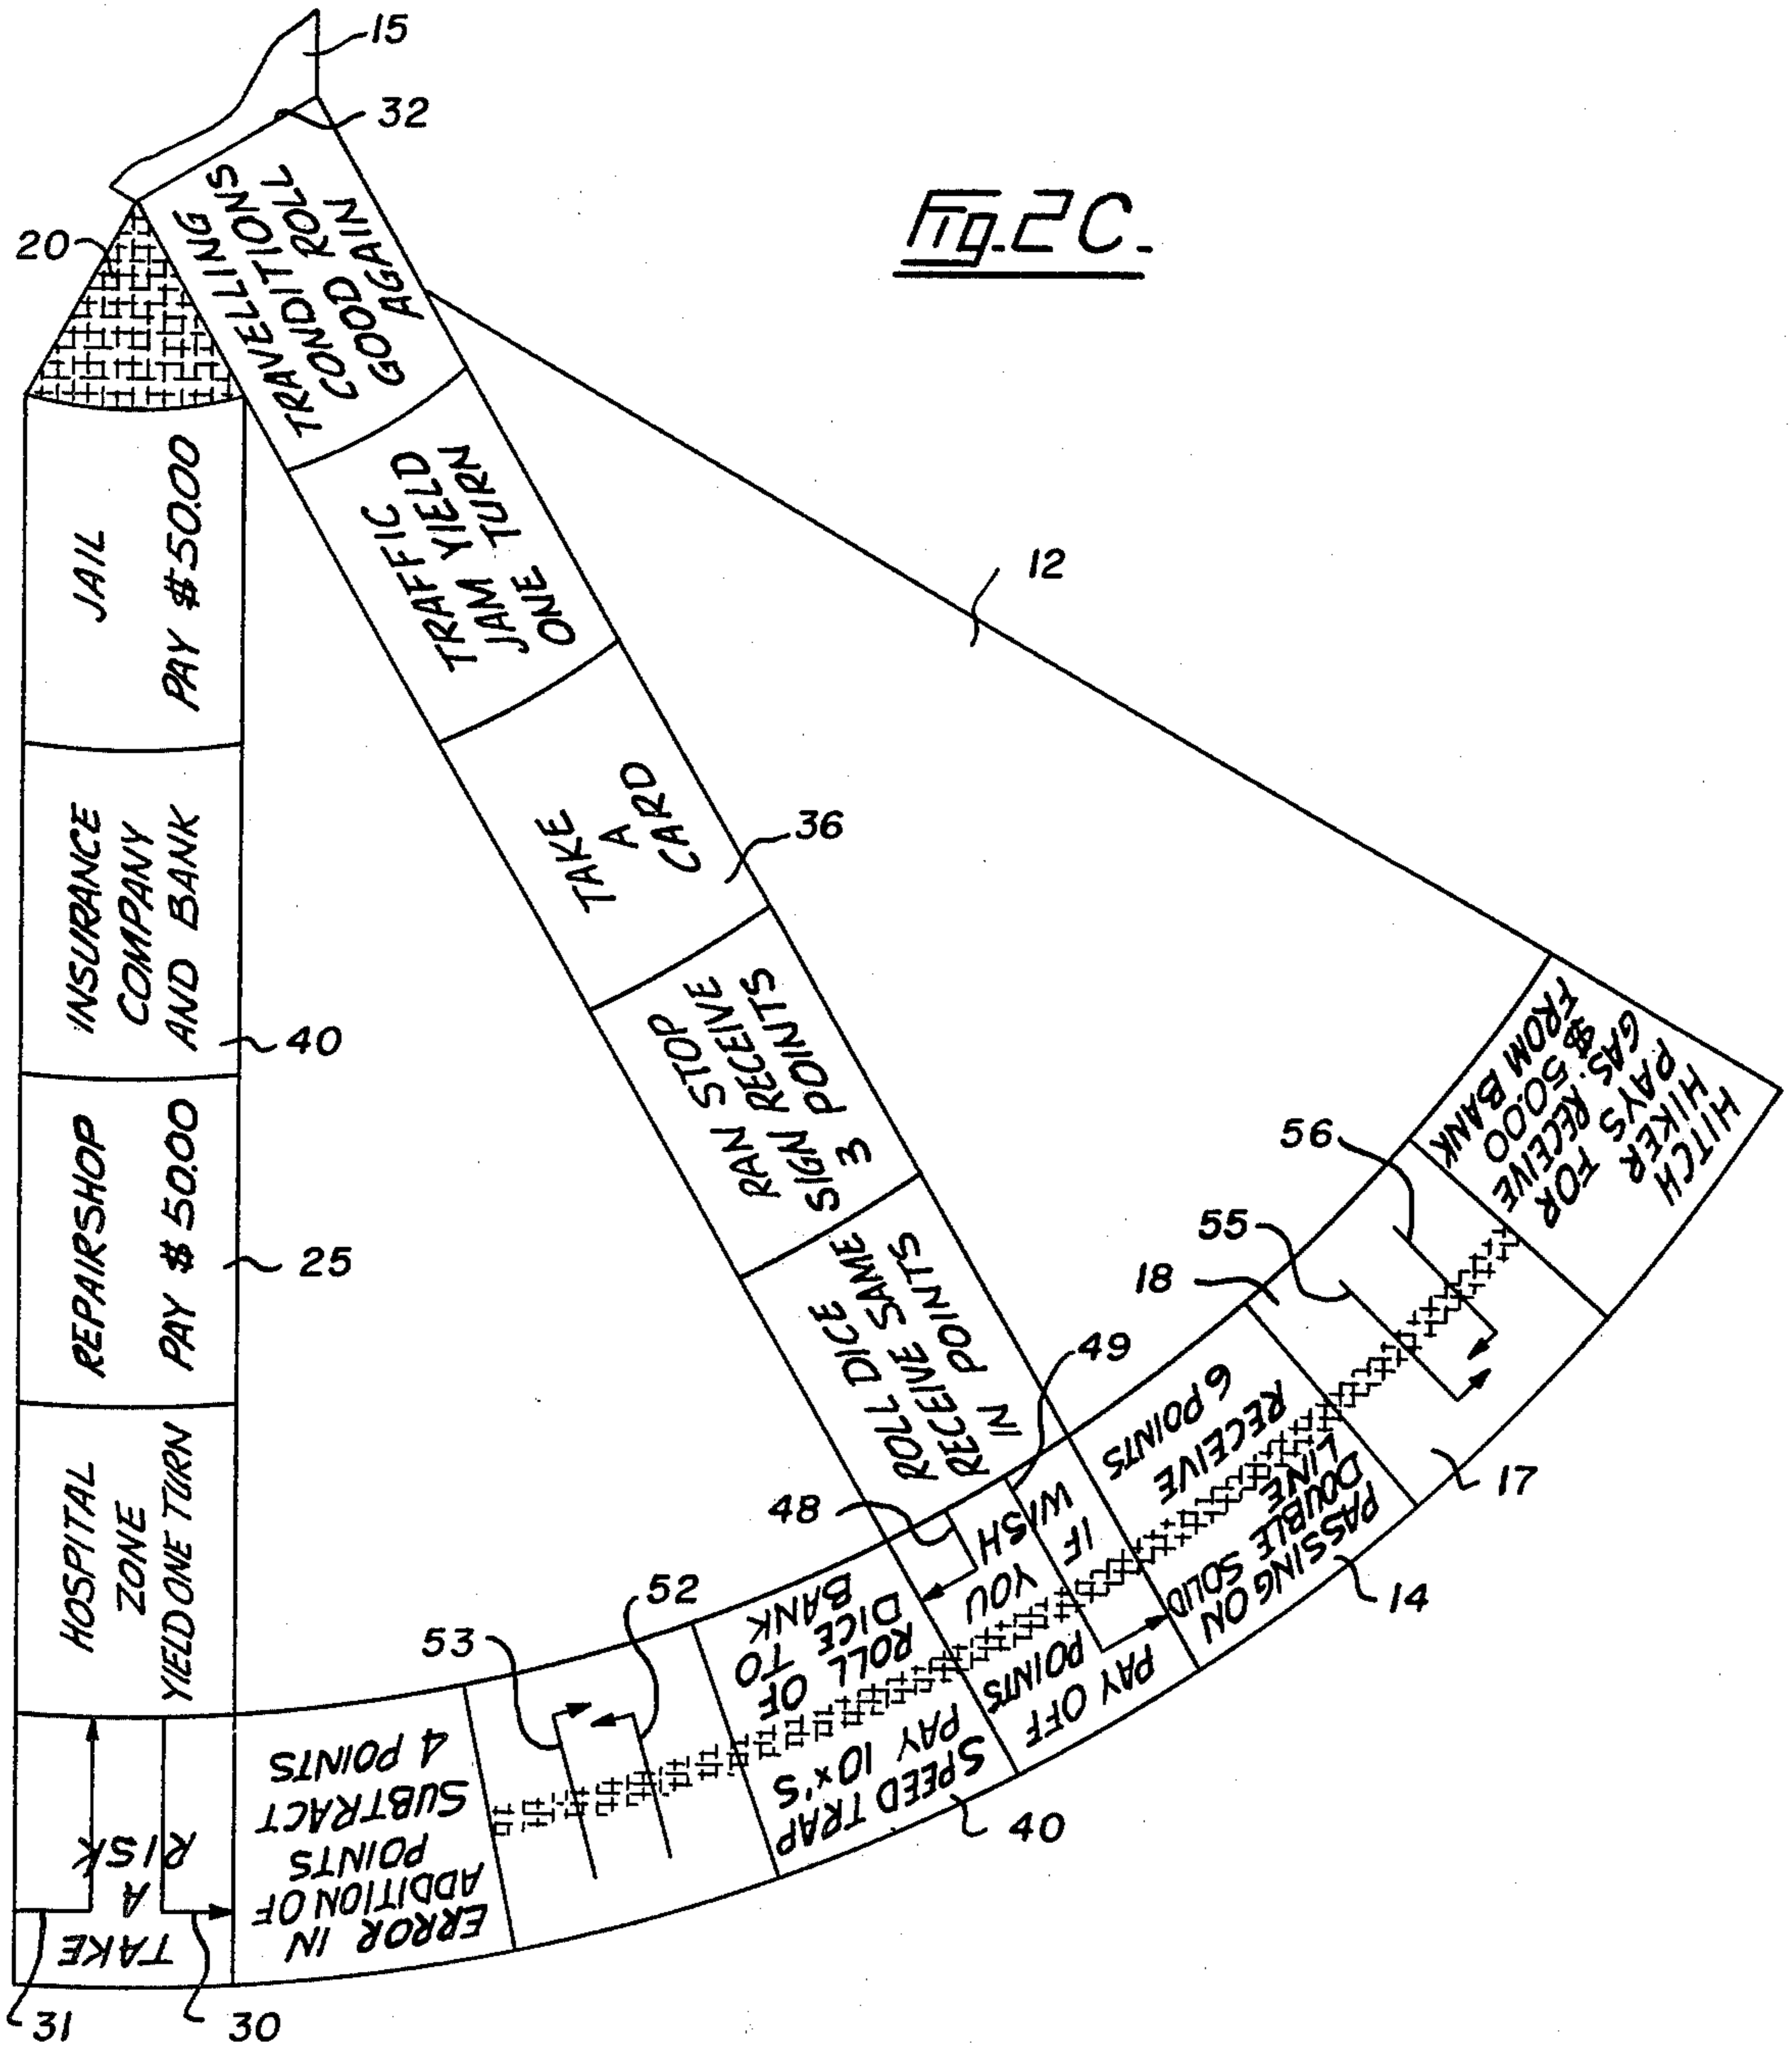 Fig. 2C.
15
32
20
TRAVELLING
CONDITIONS
GOOD ROLL
AGAIN
JAIL
PAY $50.00
TRAFFIC
JAM YIELD
ONE TURN
12
INSURANCE
COMPANY
AND BANK
40
TAKE
A
CARD
36
REPAIRSHOP
PAY $50.00
25
RAN STOP
SIGN RECEIVE
3 POINTS
HOSPITAL
ZONE
YIELD ONE TURN
ROLL DICE
RECEIVE SAME
IN POINTS
TAKE
A
RISK
31
30
ERROR IN
ADDITION OF
POINTS
SUBTRACT
4 POINTS
53
52
SPEED TRAP
PAY 10X'S
ROLL OF
DICE TO
BANK
40
48
49
PAY OFF
POINTS
IF YOU
WISH
PASSING ON
DOUBLE SOLID
LINE
RECEIVE
6 POINTS
14
17
18
55
56
HITCH
HIKER
PAYS FOR
GAS. RECEIVE
$50.00
FROM BANK